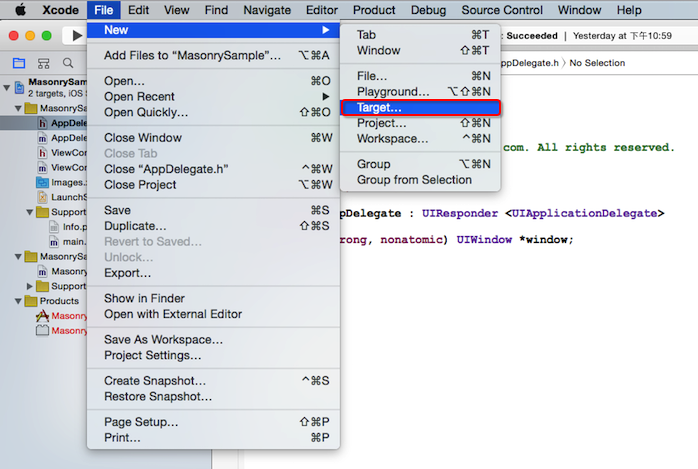 Xcode File Edit View Find Navigate Editor Product Debug Source Control Window Help
New
Add Files to “MasonrySample”... ⌥⌘A
Open... ⌘O
Open Recent
Open Quickly... ⇧⌘O
Close Window ⌘W
Close Tab
Close “AppDelegate.h” ^⌘W
Close Project ⌥⌘W
Save ⌘S
Duplicate... ⇧⌘S
Revert to Saved...
Unlock...
Export...
Show in Finder
Open with External Editor
Save As Workspace...
Project Settings...
Create Snapshot... ^⌘S
Restore Snapshot...
Page Setup... ⇧⌘P
Print... ⌘P
Tab ⌘T
Window ⇧⌘T
File... ⌘N
Playground... ⌥⇧⌘N
Target...
Project... ⇧⌘N
Workspace... ^⌘N
Group ⌥⌘N
Group from Selection
Succeeded | Yesterday at 下午10:59
ppDelegate.h 〉 No Selection
com. All rights reserved.
pDelegate : UIResponder <UIApplicationDelegate>
rong, nonatomic) UIWindow *window;
MasonrySam
2 targets, iOS S
MasonrySa
h AppDele
m AppDele
h ViewCon
m ViewCon
Images.x
LaunchS
Support
Info.p
m main.
MasonrySa
m Masonry
Support
Products
Masonry
Masonry